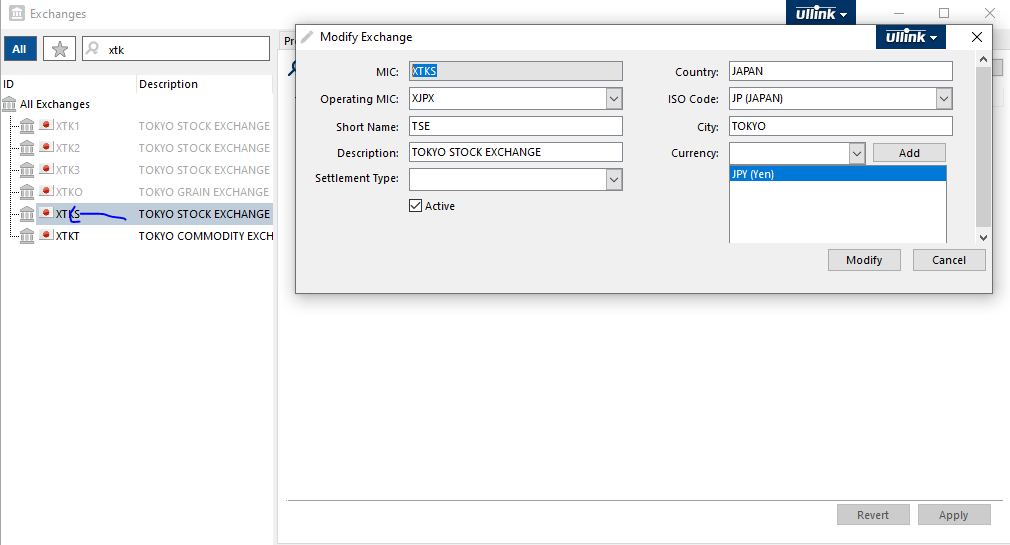 Exchanges
Ullink
All
xtk
ID Description
All Exchanges
XTK1 TOKYO STOCK EXCHANGE
XTK2 TOKYO STOCK EXCHANGE
XTK3 TOKYO STOCK EXCHANGE
XTKO TOKYO GRAIN EXCHANGE
XTKS TOKYO STOCK EXCHANGE
XTKT TOKYO COMMODITY EXCH
Pr
Modify Exchange
Ullink
MIC: XTKS
Operating MIC: XJPX
Short Name: TSE
Description: TOKYO STOCK EXCHANGE
Settlement Type:
Active
Country: JAPAN
ISO Code: JP (JAPAN)
City: TOKYO
Currency: Add
JPY (Yen)
Modify Cancel
Revert Apply